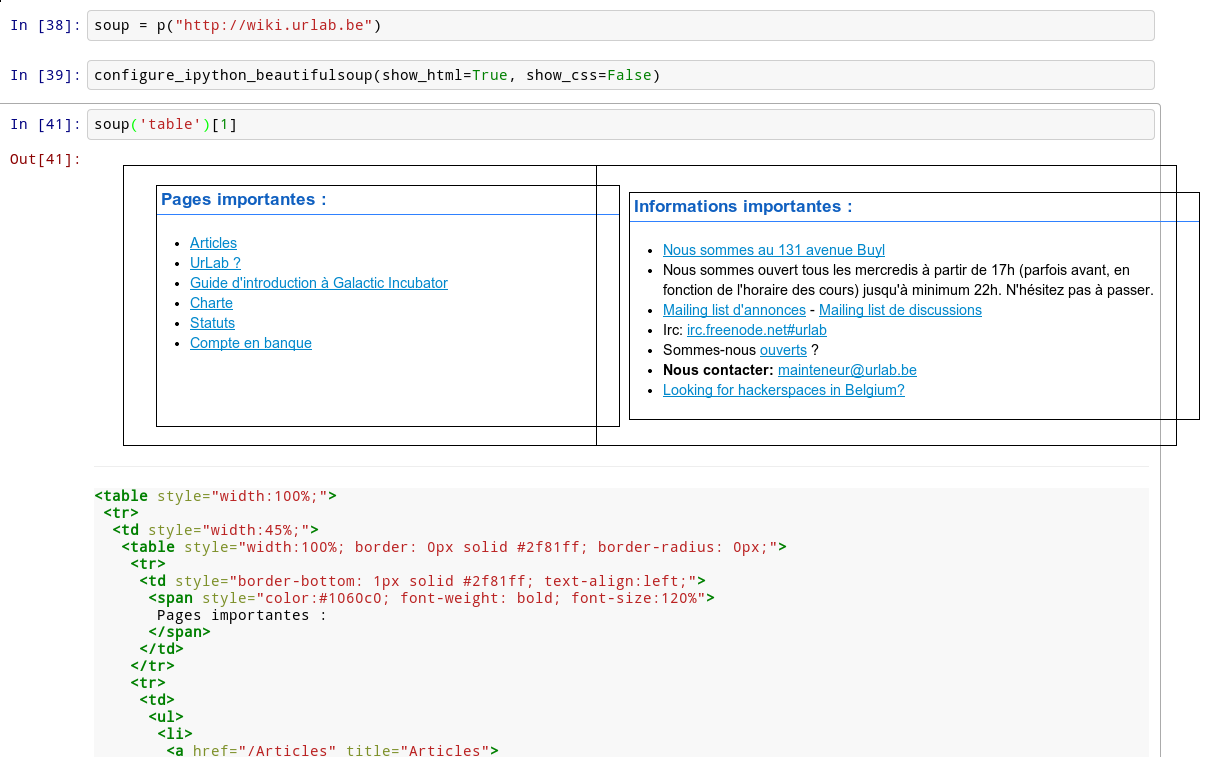 In [38]: soup = p("http://wiki.urlab.be")
In [39]: configure_ipython_beautifulsoup(show_html=True, show_css=False)
In [41]: soup('table')[1]
Out[41]:
Pages importantes :
• Articles
• UrLab ?
• Guide d'introduction à Galactic Incubator
• Charte
• Statuts
• Compte en banque
Informations importantes :
• Nous sommes au 131 avenue Buyl
• Nous sommes ouvert tous les mercredis à partir de 17h (parfois avant, en
fonction de l'horaire des cours) jusqu'à minimum 22h. N'hésitez pas à passer.
• Mailing list d'annonces - Mailing list de discussions
• Irc: irc.freenode.net#urlab
• Sommes-nous ouverts ?
• Nous contacter: mainteneur@urlab.be
• Looking for hackerspaces in Belgium?
<table style="width:100%;">
<tr>
<td style="width:45%;">
<table style="width:100%; border: 0px solid #2f81ff; border-radius: 0px;">
<tr>
<td style="border-bottom: 1px solid #2f81ff; text-align:left;">
<span style="color:#1060c0; font-weight: bold; font-size:120%">
Pages importantes :
</span>
</td>
</tr>
<tr>
<td>
<ul>
<li>
<a href="/Articles" title="Articles">